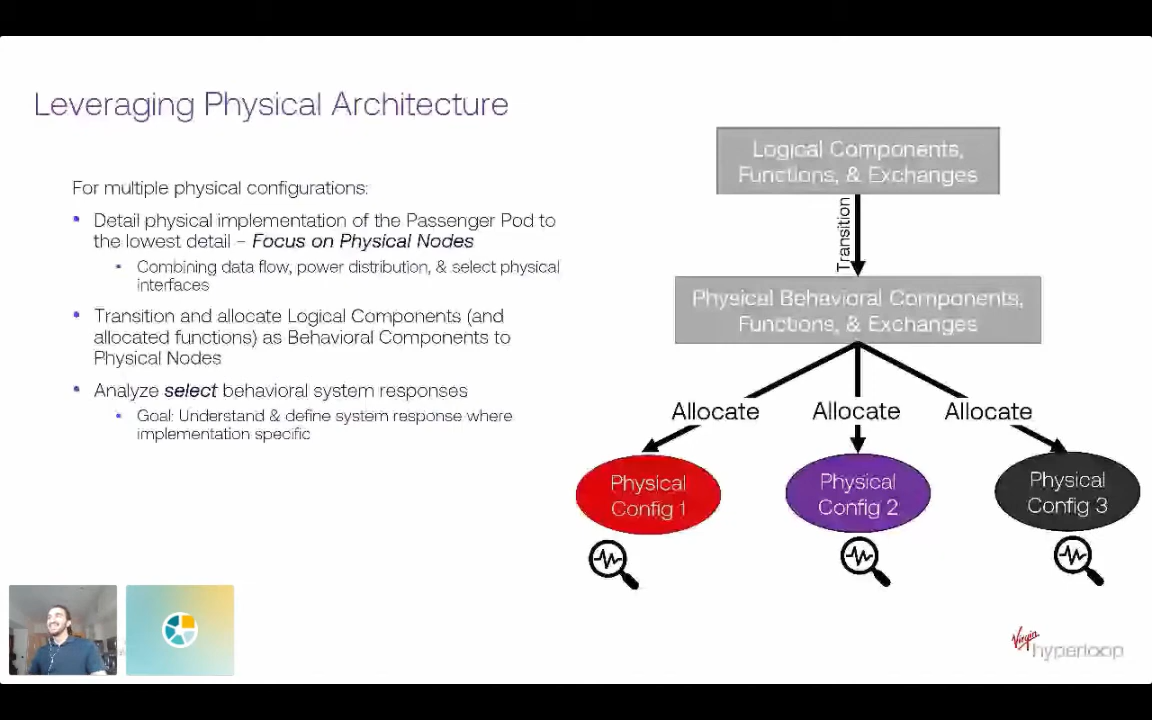 Leveraging Physical Architecture
For multiple physical configurations:
• Detail physical implementation of the Passenger Pod to
the lowest detail – Focus on Physical Nodes
• Combining data flow, power distribution, & select physical
interfaces
• Transition and allocate Logical Components (and
allocated functions) as Behavioral Components to
Physical Nodes
• Analyze select behavioral system responses
• Goal: Understand & define system response where
implementation specific
Logical Components,
Functions, & Exchanges
Transition
Physical Behavioral Components,
Functions, & Exchanges
Allocate
Allocate
Allocate
Physical
Config 1
Physical
Config 2
Physical
Config 3
Virgin
hyperloop